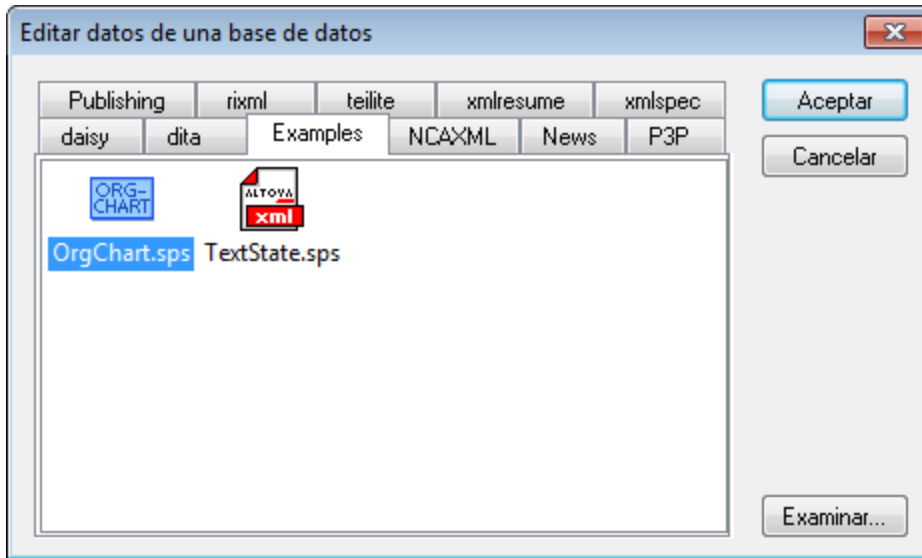 Editar datos de una base de datos
Publishing rixml teilite xmlresume xmlspec
daisy dita Examples NCAXML News P3P
Aceptar
Cancelar
ORG-
CHART
ALTOVA
xml
OrgChart.sps TextState.sps
Examinar...